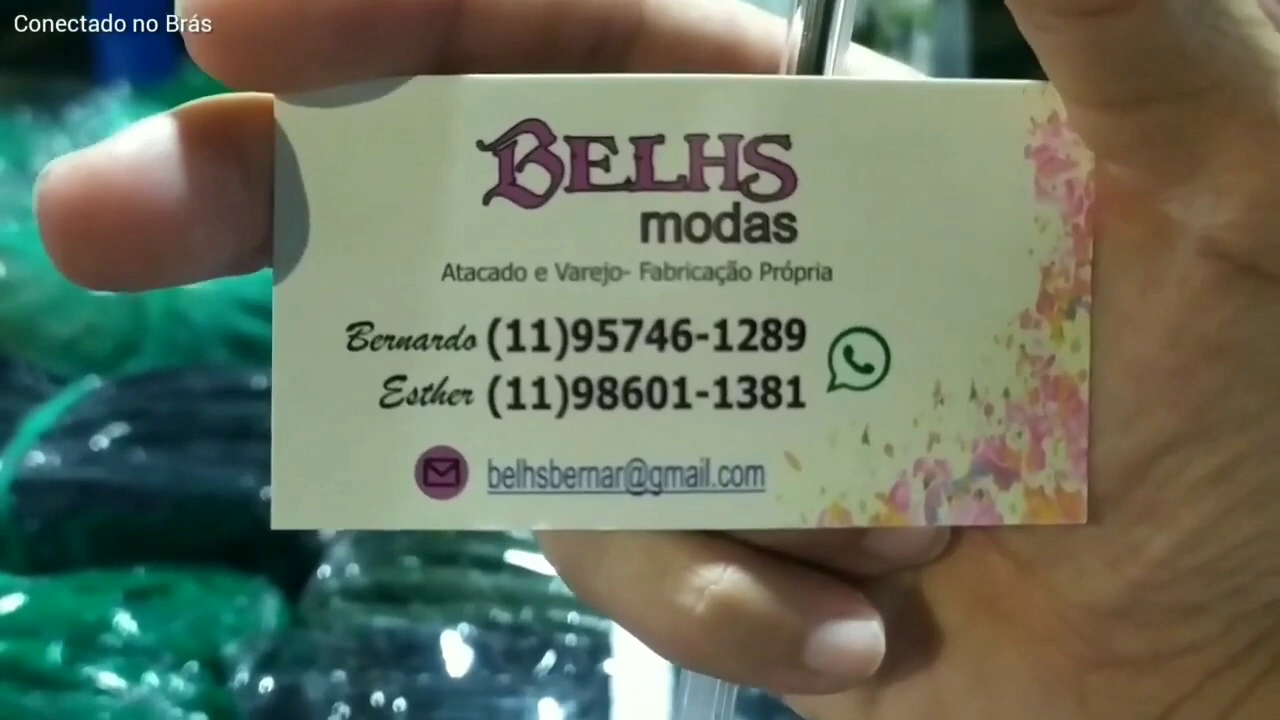 Conectado no Brás
BELHS
modas
Atacado e Varejo- Fabricação Própria
Bernardo (11)95746-1289
Esther (11)98601-1381
belhsbernar@gmail.com